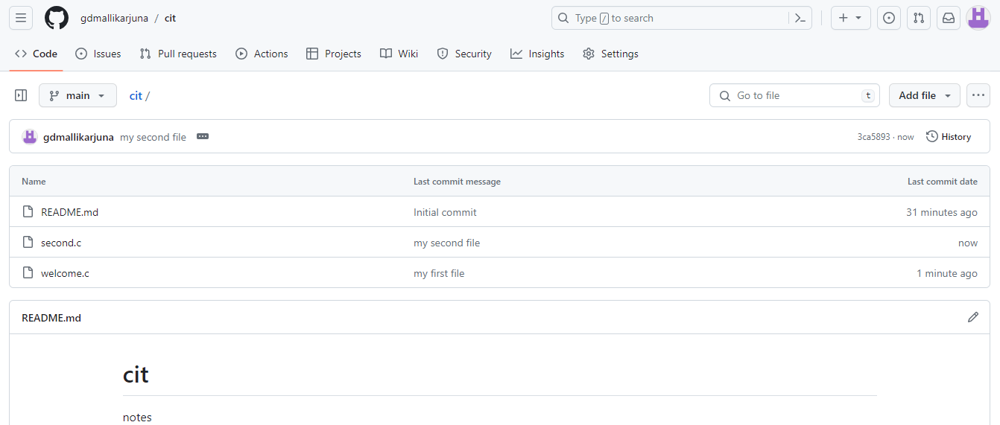 gdmallikarjuna / cit
Type / to search
Code Issues Pull requests Actions Projects Wiki Security Insights Settings
main cit / Go to file t Add file
gdmallikarjuna my second file 3ca5893 · now History
Name Last commit message Last commit date
README.md Initial commit 31 minutes ago
second.c my second file now
welcome.c my first file 1 minute ago
README.md
cit
notes